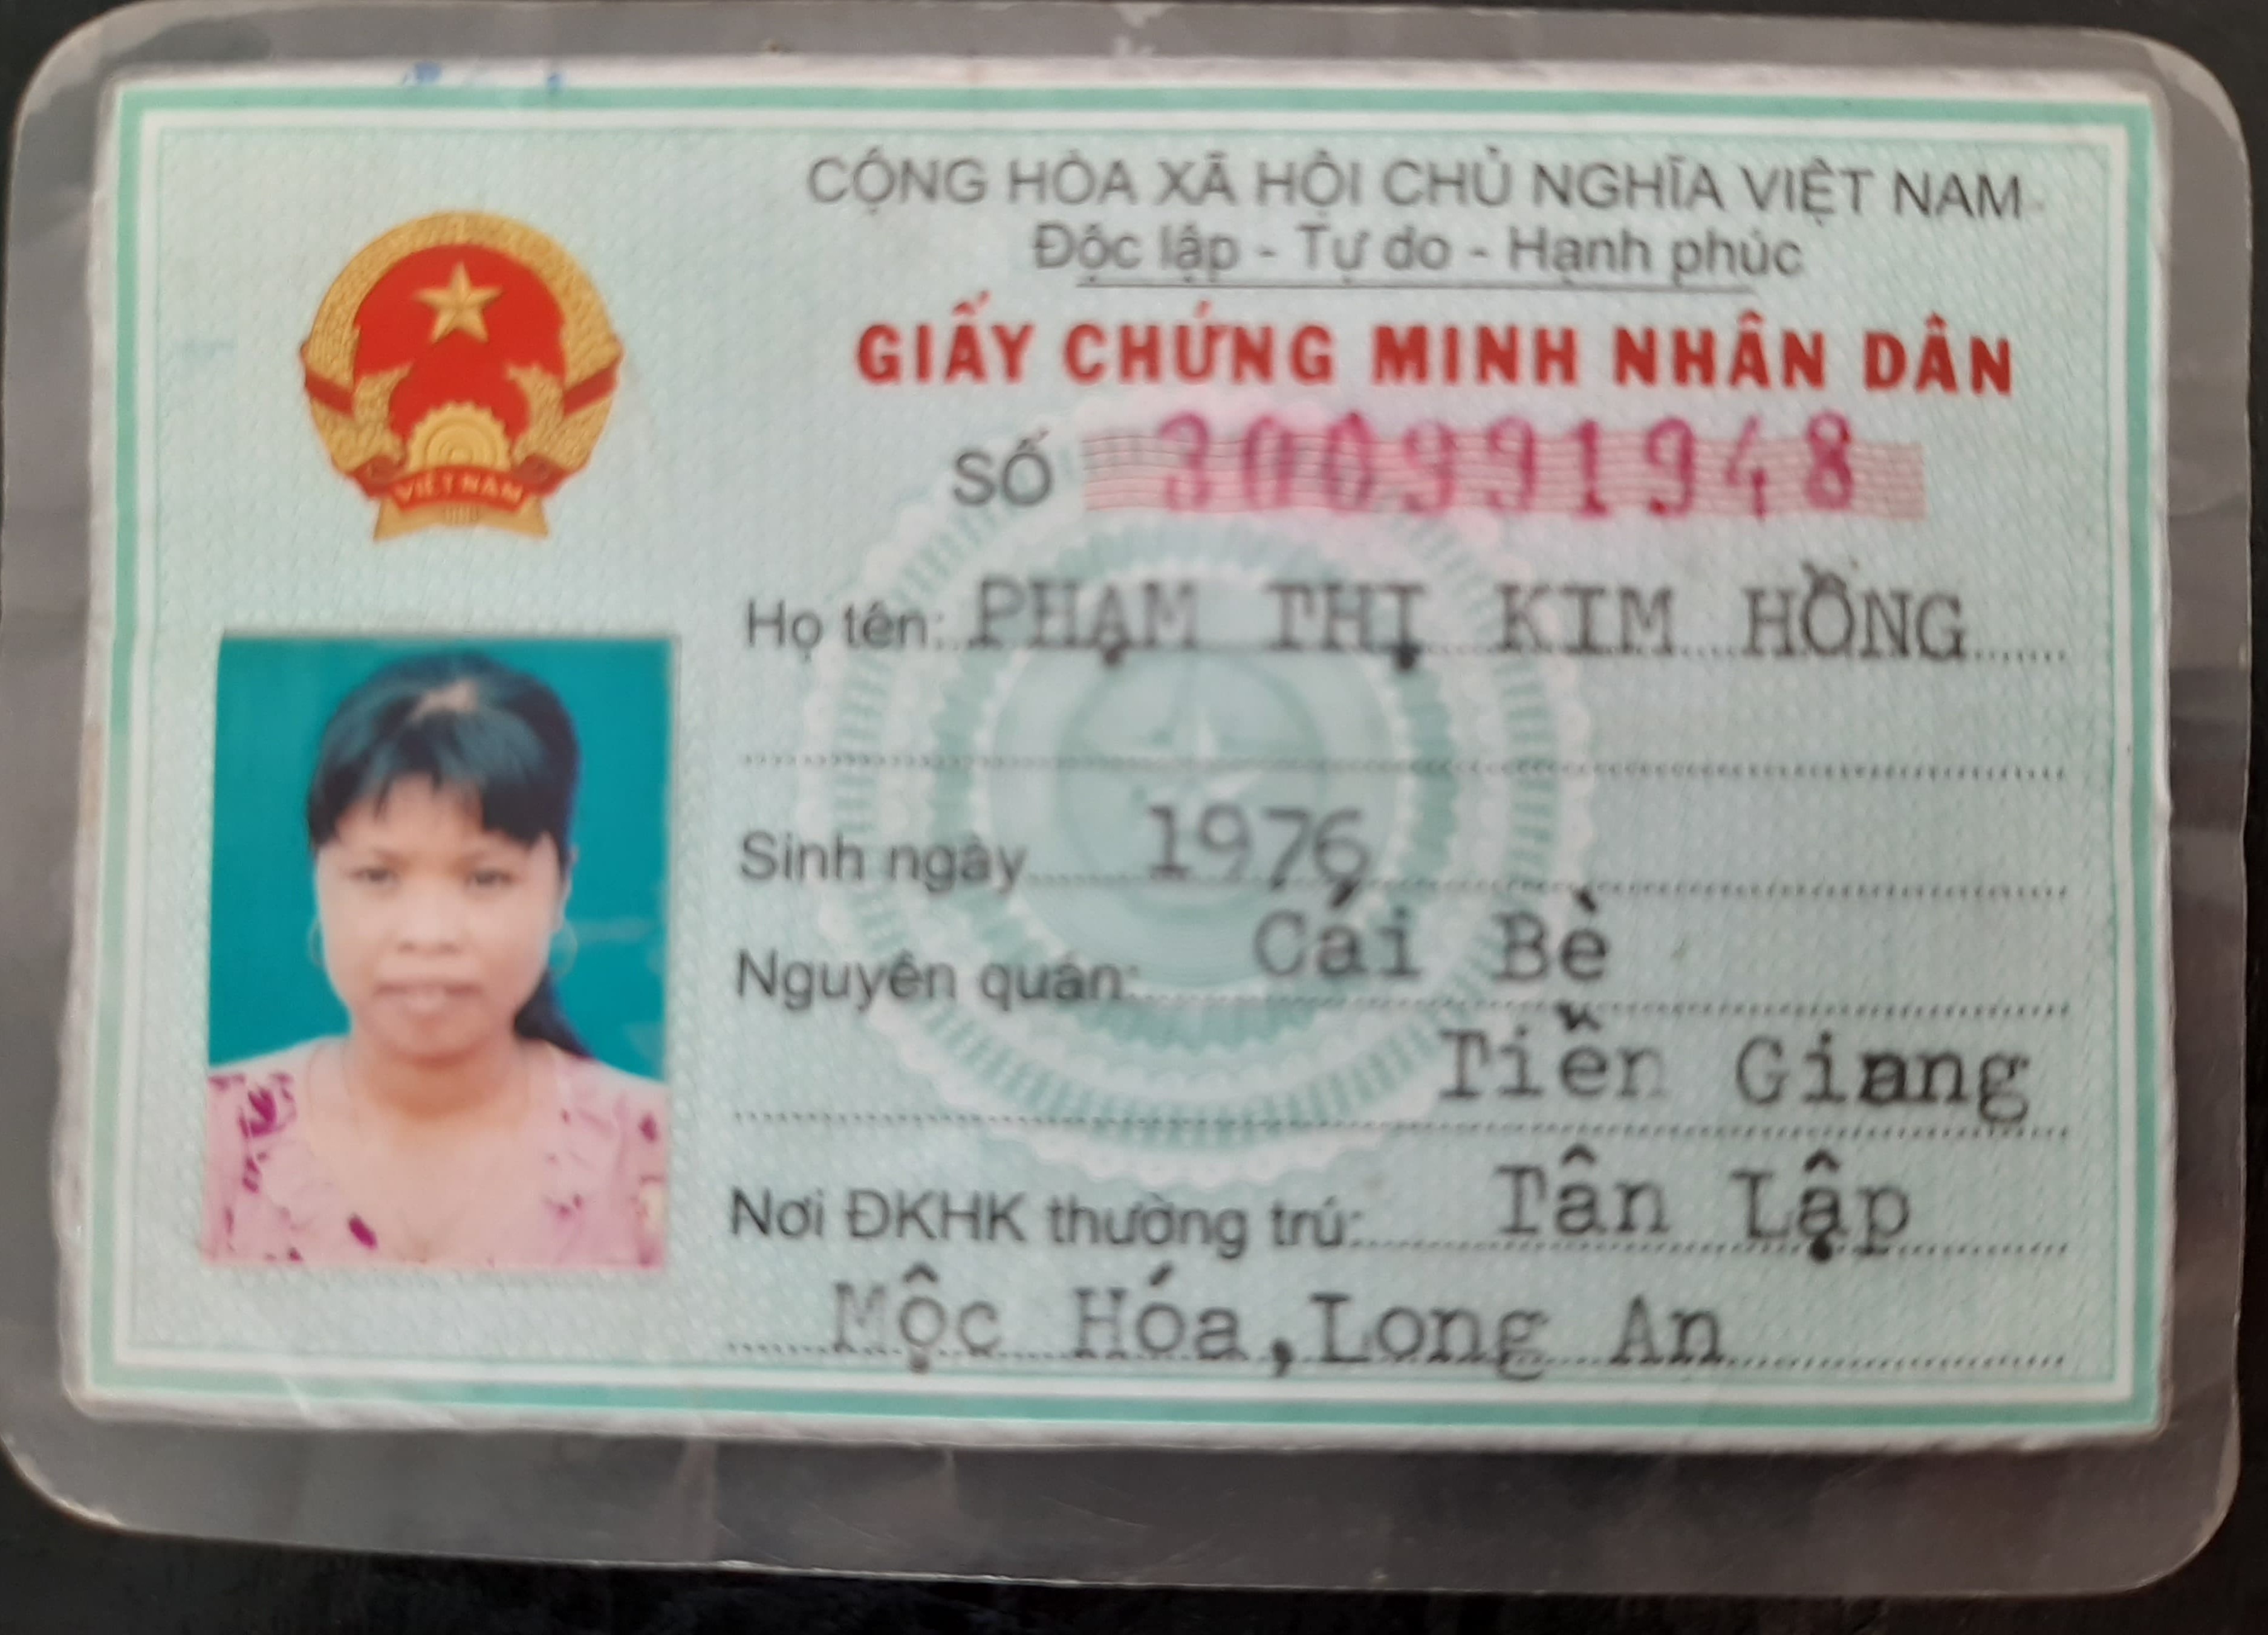 CỘNG HÒA XÃ HỘI CHỦ NGHĨA VIỆT NAM
Độc lập - Tự do - Hạnh phúc
GIẤY CHỨNG MINH NHÂN DÂN
SỐ 300991948
VIỆT NAM
Họ tên: PHẠM THỊ KIM HỒNG
Sinh ngày 1976
Nguyên quán: Cái Bè
Tiền Giang
Nơi ĐKHK thường trú: Tân Lập
Mộc Hóa, Long An